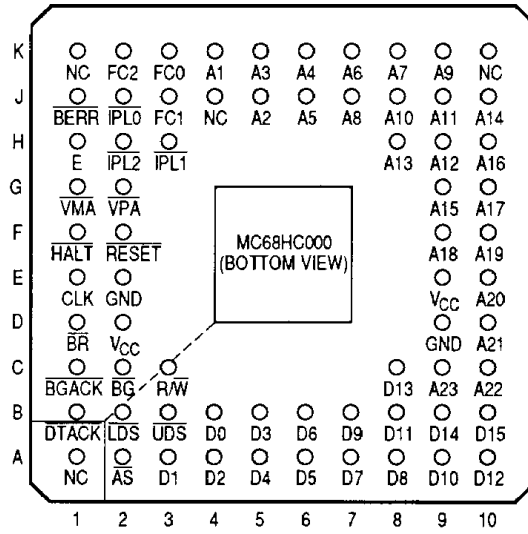 K
NC FC2 FC0 A1 A3 A4 A6 A7 A9 NC
J
BERR IPL0 FC1 NC A2 A5 A8 A10 A11 A14
H
E IPL2 IPL1 A13 A12 A16
G
VMA VPA A15 A17
F
HALT RESET A18 A19
MC68HC000
(BOTTOM VIEW)
E
CLK GND VCC A20
D
BR VCC GND A21
C
BGACK BG R/W D13 A23 A22
B
DTACK LDS UDS D0 D3 D6 D9 D11 D14 D15
A
NC AS D1 D2 D4 D5 D7 D8 D10 D12
1 2 3 4 5 6 7 8 9 10